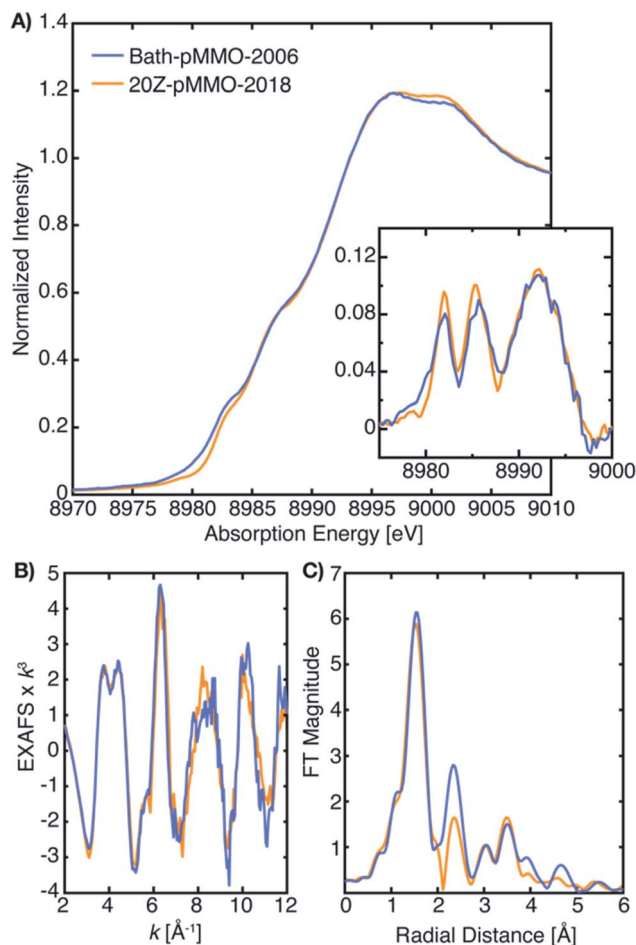 A)
1.4
1.2
1.0
0.8
0.6
0.4
0.2
0
Normalized Intensity
Bath-pMMO-2006
20Z-pMMO-2018
0.12
0.08
0.04
0
8980 8990 9000
8970 8975 8980 8985 8990 8995 9000 9005 9010
Absorption Energy [eV]
B)
5
4
3
2
1
0
-1
-2
-3
-4
EXAFS x k³
2 4 6 8 10 12
k [Å⁻¹]
C)
7
6
5
4
3
2
1
FT Magnitude
0 1 2 3 4 5 6
Radial Distance [Å]